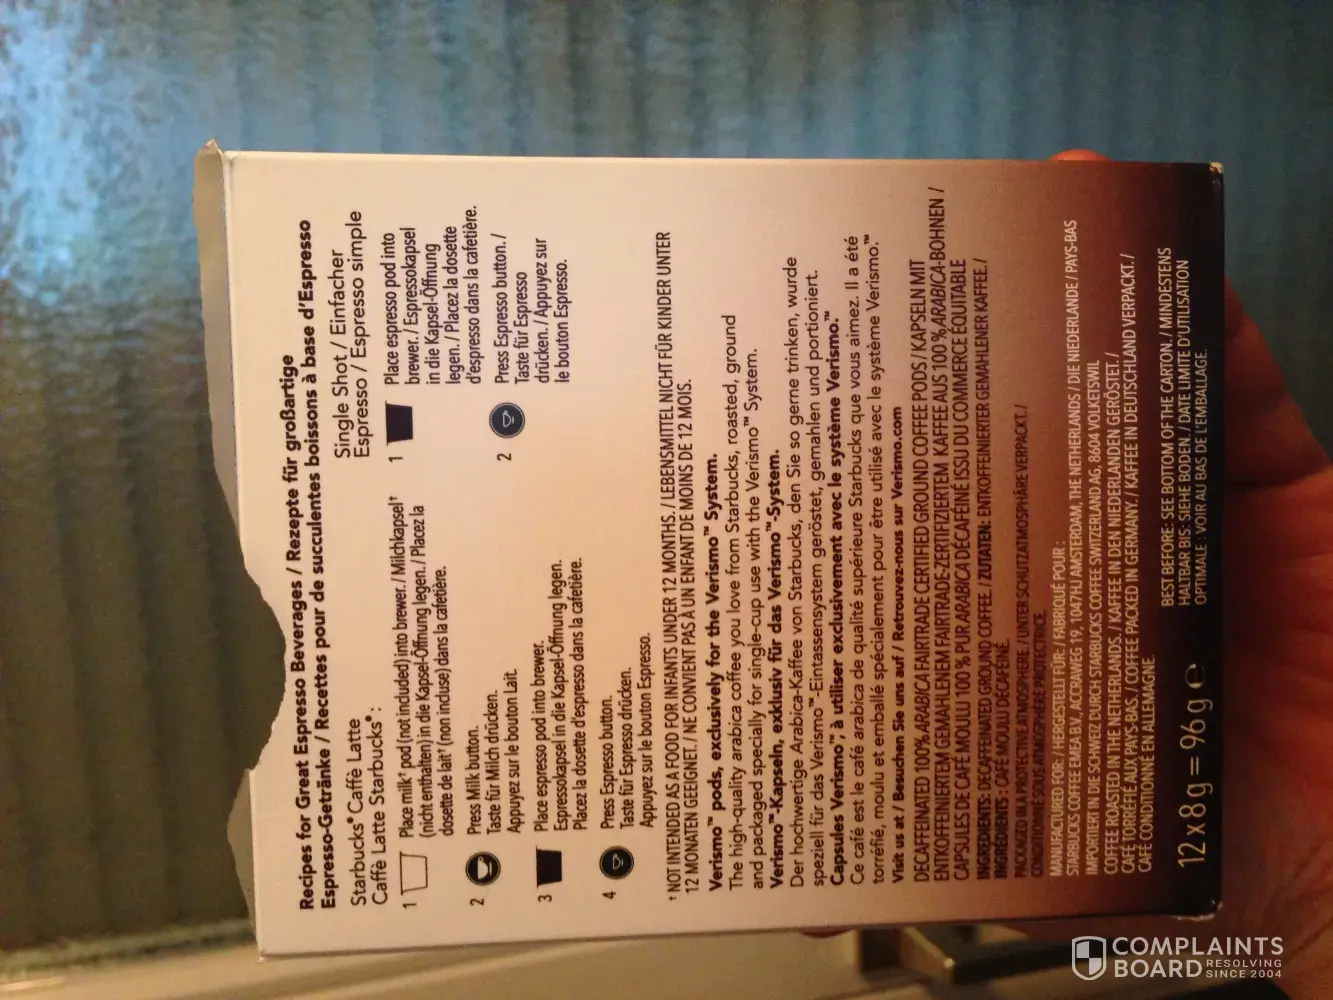 Recipes for Great Espresso Beverages / Rezepte für großartige
Espresso-Getränke / Recettes pour de succulentes boissons à base d'Espresso
Starbucks® Caffè Latte
Caffè Latte Starbucks®:
1 Place milk† pod (not included) into brewer. / Milchkapsel†
(nicht enthalten) in die Kapsel-Öffnung legen. / Placez la
dosette de lait† (non incluse) dans la cafetière.
2 Press Milk button.
Taste für Milch drücken.
Appuyez sur le bouton Lait.
3 Place espresso pod into brewer.
Espressokapsel in die Kapsel-Öffnung legen.
Placez la dosette d'espresso dans la cafetière.
4 Press Espresso button.
Taste für Espresso drücken.
Appuyez sur le bouton Espresso.
Single Shot / Einfacher
Espresso / Espresso simple
1 Place espresso pod into
brewer. / Espressokapsel
in die Kapsel-Öffnung
legen. / Placez la dosette
d'espresso dans la cafetière.
2 Press Espresso button. /
Taste für Espresso
drücken. / Appuyez sur
le bouton Espresso.
† NOT INTENDED AS A FOOD FOR INFANTS UNDER 12 MONTHS. / LEBENSMITTEL NICHT FÜR KINDER UNTER
12 MONATEN GEEIGNET. / NE CONVIENT PAS À UN ENFANT DE MOINS DE 12 MOIS.
Verismo™ pods, exclusively for the Verismo™ System.
The high-quality arabica coffee you love from Starbucks, roasted, ground
and packaged specially for single-cup use with the Verismo™ System.
Verismo™-Kapseln, exklusiv für das Verismo™-System.
Der hochwertige Arabica-Kaffee von Starbucks, den Sie so gerne trinken, wurde
speziell für das Verismo™-Eintassensystem geröstet, gemahlen und portioniert.
Capsules Verismo™, à utiliser exclusivement avec le système Verismo.™
Ce café est le café arabica de qualité supérieure Starbucks que vous aimez. Il a été
torréfié, moulu et emballé spécialement pour être utilisé avec le système Verismo.™
Visit us at / Besuchen Sie uns auf / Retrouvez-nous sur Verismo.com
DECAFFEINATED 100% ARABICA FAIRTRADE CERTIFIED GROUND COFFEE PODS / KAPSELN MIT
ENTKOFFEINIERTEM GEMAHLENEM FAIRTRADE-ZERTIFIZIERTEM KAFFEE AUS 100 % ARABICA-BOHNEN /
CAPSULES DE CAFÉ MOULU 100 % PUR ARABICA DÉCAFÉINÉ ISSU DU COMMERCE ÉQUITABLE
INGREDIENTS: DECAFFEINATED GROUND COFFEE. / ZUTATEN: ENTKOFFEINIERTER GEMAHLENER KAFFEE. /
INGRÉDIENTS : CAFÉ MOULU DÉCAFÉINÉ.
PACKAGED IN A PROTECTIVE ATMOSPHERE. / UNTER SCHUTZATMOSPHÄRE VERPACKT. /
CONDITIONNÉ SOUS ATMOSPHÈRE PROTECTRICE.
MANUFACTURED FOR: / HERGESTELLT FÜR: / FABRIQUÉ POUR :
STARBUCKS COFFEE EMEA B.V., ACCRAWEG 19, 1047HJ AMSTERDAM, THE NETHERLANDS / DIE NIEDERLANDE / PAYS-BAS
IMPORTIERT IN DIE SCHWEIZ DURCH STARBUCKS COFFEE SWITZERLAND AG, 8604 VOLKETSWIL
COFFEE ROASTED IN THE NETHERLANDS. / KAFFEE IN DEN NIEDERLANDEN GERÖSTET. /
CAFÉ TORRÉFIÉ AUX PAYS-BAS. / COFFEE PACKED IN GERMANY. / KAFFEE IN DEUTSCHLAND VERPACKT. /
CAFÉ CONDITIONNÉ EN ALLEMAGNE.
BEST BEFORE: SEE BOTTOM OF THE CARTON. / MINDESTENS
HALTBAR BIS: SIEHE BODEN. / DATE LIMITE D'UTILISATION
OPTIMALE : VOIR AU BAS DE L'EMBALLAGE.
12 x 8g = 96g e
COMPLAINTS
BOARD RESOLVING
SINCE 2004